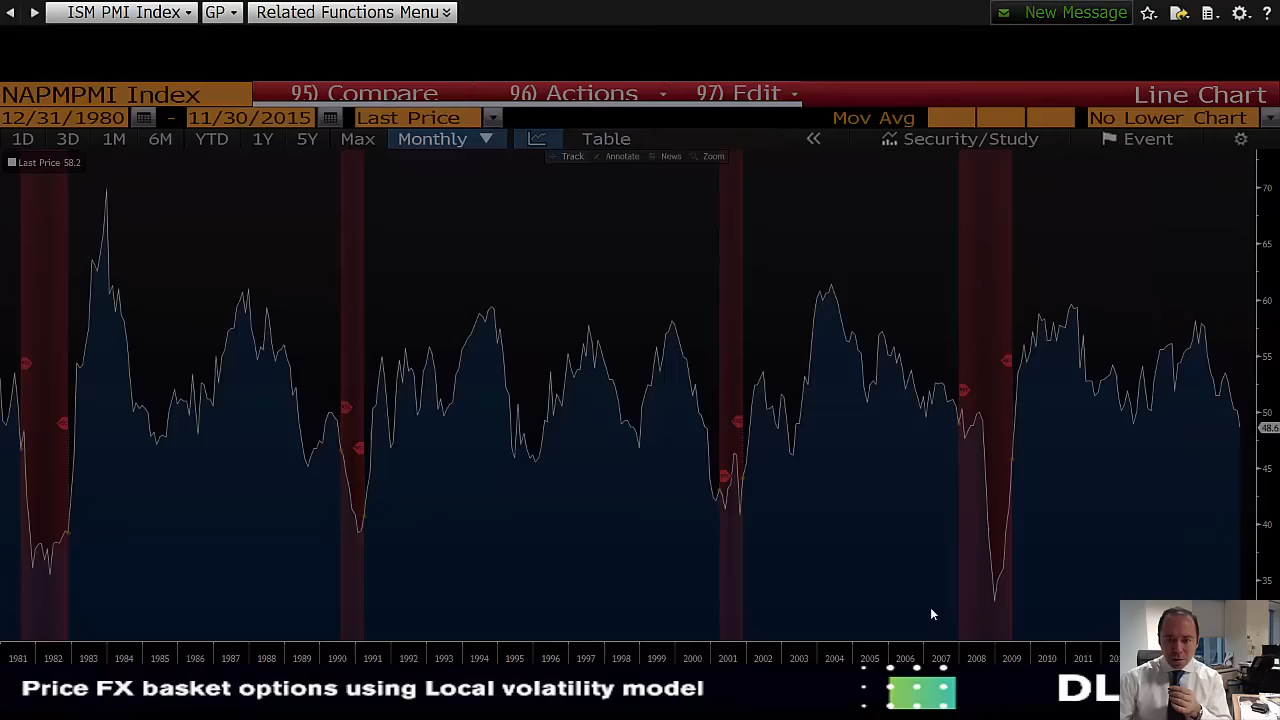 ISM PMI Index GP Related Functions Menu New Message ?
NAPMPMI Index 95) Compare 96) Actions 97) Edit Line Chart
12/31/1980 - 11/30/2015 Last Price Mov Avg No Lower Chart
1D 3D 1M 6M YTD 1Y 5Y Max Monthly Table « Security/Study Event
Last Price 58.2 Track Annotate News Zoom
70
65
60
55
50
48.6
45
40
35
1981 1982 1983 1984 1985 1986 1987 1988 1989 1990 1991 1992 1993 1994 1995 1996 1997 1998 1999 2000 2001 2002 2003 2004 2005 2006 2007 2008 2009 2010 2011
Price FX basket options using Local volatility model DL